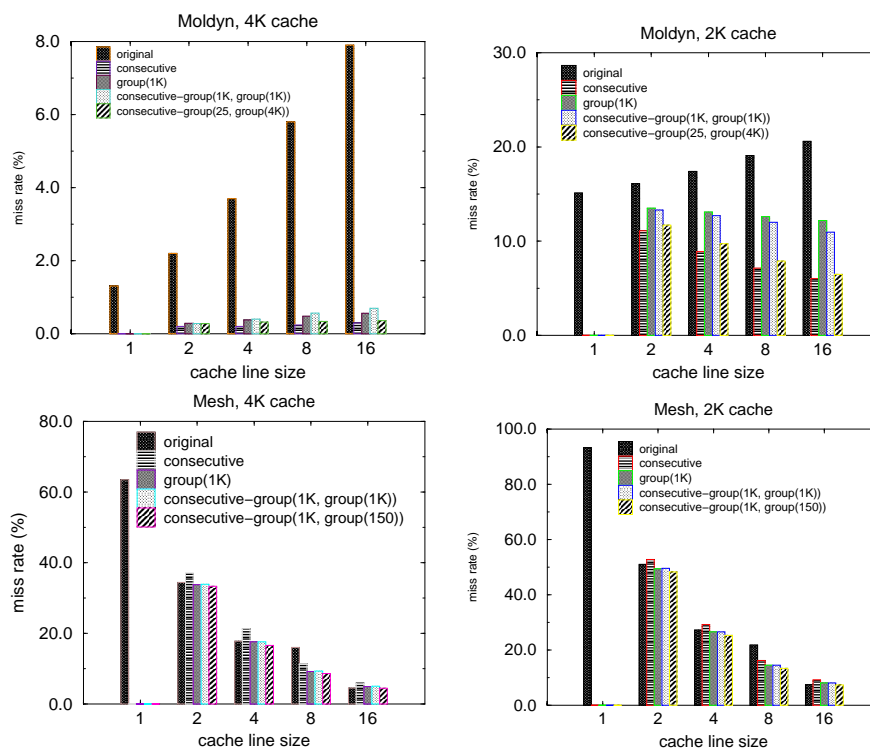 Moldyn, 4K cache
8.0
6.0
4.0
2.0
0.0
miss rate (%)
original
consecutive
group(1K)
consecutive-group(1K, group(1K))
consecutive-group(25, group(4K))
1 2 4 8 16
cache line size
Moldyn, 2K cache
30.0
20.0
10.0
0.0
miss rate (%)
original
consecutive
group(1K)
consecutive-group(1K, group(1K))
consecutive-group(25, group(4K))
1 2 4 8 16
cache line size
Mesh, 4K cache
80.0
60.0
40.0
20.0
0.0
miss rate (%)
original
consecutive
group(1K)
consecutive-group(1K, group(1K))
consecutive-group(1K, group(150))
1 2 4 8 16
cache line size
Mesh, 2K cache
100.0
80.0
60.0
40.0
20.0
0.0
miss rate (%)
original
consecutive
group(1K)
consecutive-group(1K, group(1K))
consecutive-group(1K, group(150))
1 2 4 8 16
cache line size